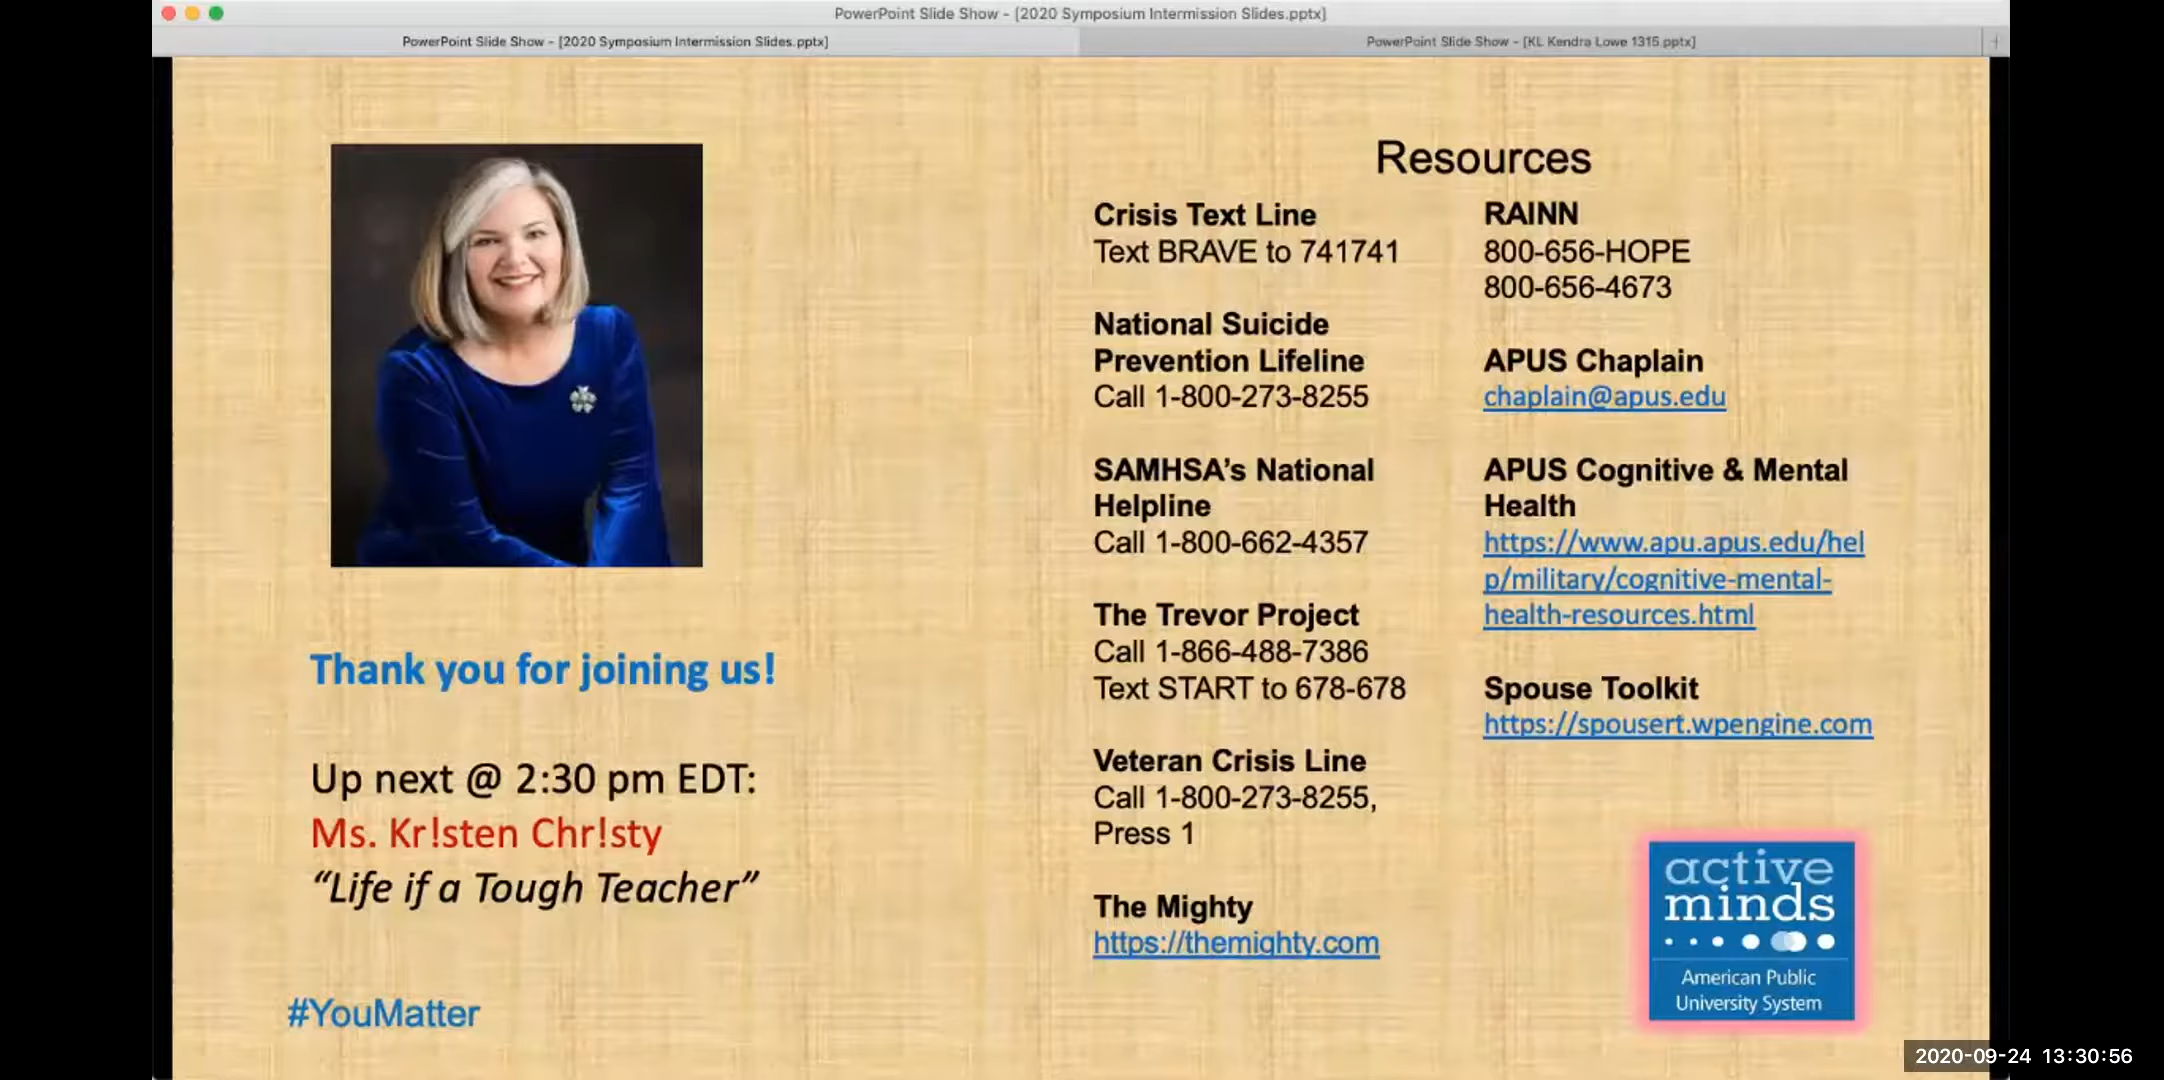 PowerPoint Slide Show - [2020 Symposium Intermission Slides.pptx]
PowerPoint Slide Show - [2020 Symposium Intermission Slides.pptx]
PowerPoint Slide Show - [KL Kendra Lowe 1315.pptx]
Thank you for joining us!
Up next @ 2:30 pm EDT:
Ms. Kr!sten Chr!sty
“Life if a Tough Teacher”
#YouMatter
Resources
Crisis Text Line
Text BRAVE to 741741
National Suicide
Prevention Lifeline
Call 1-800-273-8255
SAMHSA’s National
Helpline
Call 1-800-662-4357
The Trevor Project
Call 1-866-488-7386
Text START to 678-678
Veteran Crisis Line
Call 1-800-273-8255,
Press 1
The Mighty
https://themighty.com
RAINN
800-656-HOPE
800-656-4673
APUS Chaplain
chaplain@apus.edu
APUS Cognitive & Mental
Health
https://www.apu.apus.edu/hel
p/military/cognitive-mental-
health-resources.html
Spouse Toolkit
https://spousert.wpengine.com
active
minds
American Public
University System
2020-09-24 13:30:56